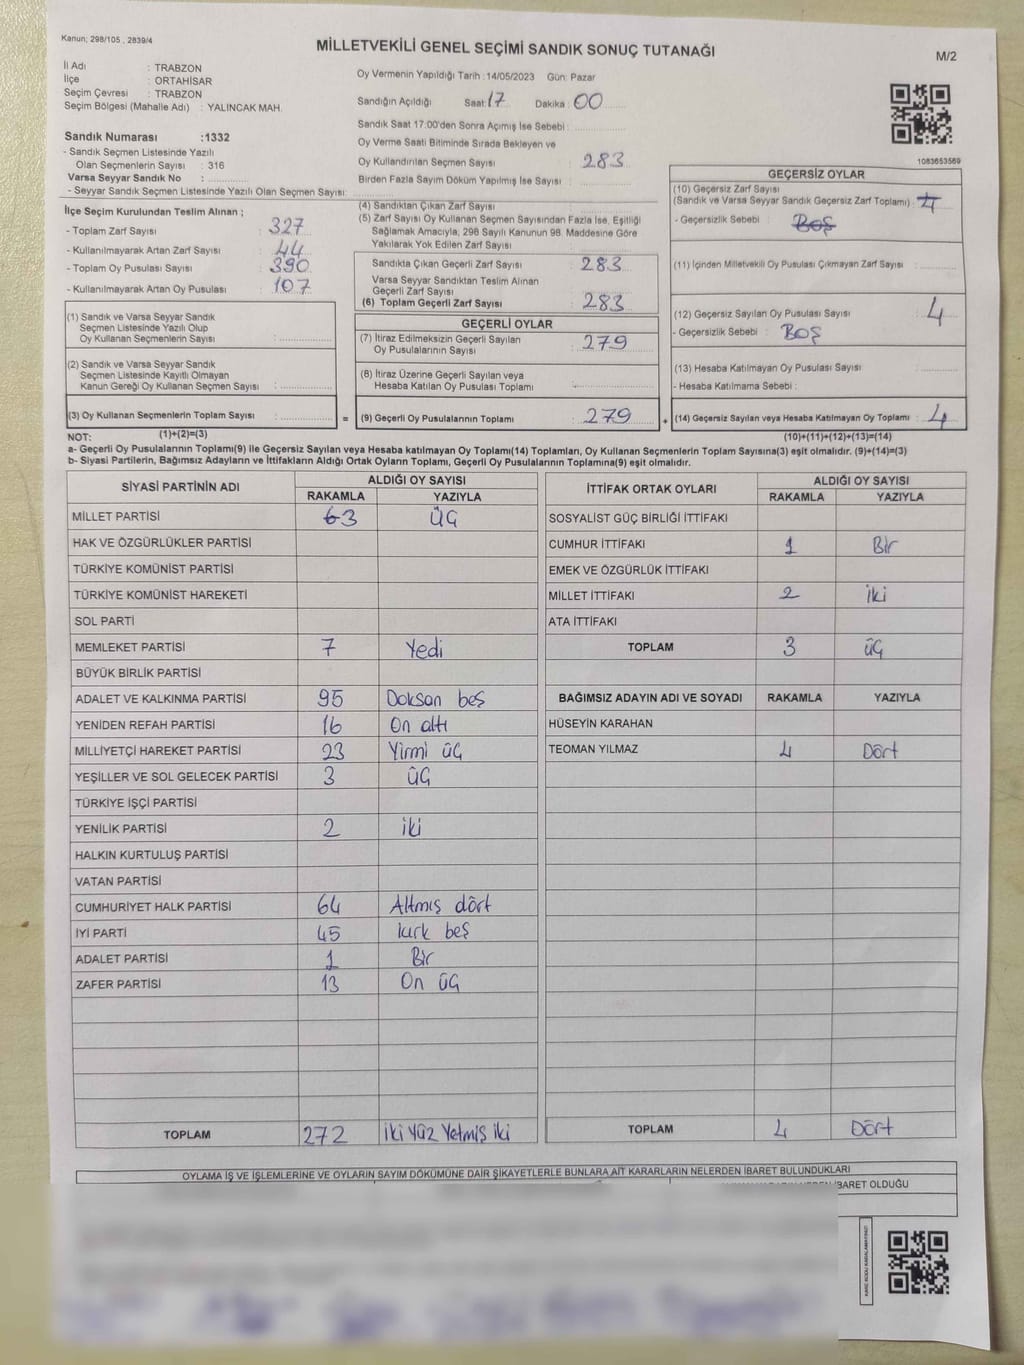 Kanun; 298/105 , 2839/4
MİLLETVEKİLİ GENEL SEÇİMİ SANDIK SONUÇ TUTANAĞI
M/2
İl Adı : TRABZON
İlçe : ORTAHİSAR
Seçim Çevresi : TRABZON
Seçim Bölgesi (Mahalle Adı) : YALINCAK MAH.
Sandık Numarası :1332
- Sandık Seçmen Listesinde Yazılı
Olan Seçmenlerin Sayısı : 316
Varsa Seyyar Sandık No :
- Seyyar Sandık Seçmen Listesinde Yazılı Olan Seçmen Sayısı:
Oy Vermenin Yapıldığı Tarih :14/05/2023 Gün: Pazar
Sandığın Açıldığı Saat: 17 Dakika : 00
Sandık Saat 17:00'den Sonra Açımış İse Sebebi :
Oy Verme Saati Bitiminde Sırada Bekleyen ve
Oy Kullandırılan Seçmen Sayısı : 283
Birden Fazla Sayım Döküm Yapılmış İse Sayısı :
1083653569
İlçe Seçim Kurulundan Teslim Alınan ;
- Toplam Zarf Sayısı : 327
- Kullanılmayarak Artan Zarf Sayısı : 44
- Toplam Oy Pusulası Sayısı : 390
- Kullanılmayarak Artan Oy Pusulası : 107
(4) Sandıktan Çıkan Zarf Sayısı :
(5) Zarf Sayısı Oy Kullanan Seçmen Sayısından Fazla İse, Eşitliği
Sağlamak Amacıyla; 298 Sayılı Kanunun 98. Maddesine Göre
Yakılarak Yok Edilen Zarf Sayısı :
Sandıkta Çıkan Geçerli Zarf Sayısı : 283
Varsa Seyyar Sandıktan Teslim Alınan
Geçerli Zarf Sayısı :
(6) Toplam Geçerli Zarf Sayısı : 283
GEÇERSİZ OYLAR
(10) Geçersiz Zarf Sayısı
(Sandık ve Varsa Seyyar Sandık Geçersiz Zarf Toplamı) : 4
- Geçersizlik Sebebi : Boş
(11) İçinden Milletvekili Oy Pusulası Çıkmayan Zarf Sayısı :
(12) Geçersiz Sayılan Oy Pusulası Sayısı : 4
- Geçersizlik Sebebi : Boş
(13) Hesaba Katılmayan Oy Pusulası Sayısı :
- Hesaba Katılmama Sebebi :
(14) Geçersiz Sayılan veya Hesaba Katılmayan Oy Toplamı : 4
(10)+(11)+(12)+(13)=(14)
(1) Sandık ve Varsa Seyyar Sandık
Seçmen Listesinde Yazılı Olup
Oy Kullanan Seçmenlerin Sayısı :
(2) Sandık ve Varsa Seyyar Sandık
Seçmen Listesinde Kayıtlı Olmayan
Kanun Gereği Oy Kullanan Seçmen Sayısı :
(3) Oy Kullanan Seçmenlerin Toplam Sayısı :
(1)+(2)=(3)
GEÇERLİ OYLAR
(7) İtiraz Edilmeksizin Geçerli Sayılan
Oy Pusulalarının Sayısı : 279
(8) İtiraz Üzerine Geçerli Sayılan veya
Hesaba Katılan Oy Pusulası Toplamı :
= (9) Geçerli Oy Pusulalarının Toplamı : 279 +
NOT:
a- Geçerli Oy Pusulalarının Toplamı(9) ile Geçersiz Sayılan veya Hesaba katılmayan Oy Toplamı(14) Toplamları, Oy Kullanan Seçmenlerin Toplam Sayısına(3) eşit olmalıdır. (9)+(14)=(3)
b- Siyasi Partilerin, Bağımsız Adayların ve İttifakların Aldığı Ortak Oyların Toplamı, Geçerli Oy Pusulalarının Toplamına(9) eşit olmalıdır.
SİYASİ PARTİNİN ADI ALDIĞI OY SAYISI
RAKAMLA YAZIYLA
MİLLET PARTİSİ 63 Üç
HAK VE ÖZGÜRLÜKLER PARTİSİ
TÜRKİYE KOMÜNİST PARTİSİ
TÜRKİYE KOMÜNİST HAREKETİ
SOL PARTİ
MEMLEKET PARTİSİ 7 Yedi
BÜYÜK BİRLİK PARTİSİ
ADALET VE KALKINMA PARTİSİ 95 Doksan beş
YENİDEN REFAH PARTİSİ 16 On altı
MİLLİYETÇİ HAREKET PARTİSİ 23 Yirmi üç
YEŞİLLER VE SOL GELECEK PARTİSİ 3 üç
TÜRKİYE İŞÇİ PARTİSİ
YENİLİK PARTİSİ 2 iki
HALKIN KURTULUŞ PARTİSİ
VATAN PARTİSİ
CUMHURİYET HALK PARTİSİ 64 Altmış dört
İYİ PARTİ 45 kırk beş
ADALET PARTİSİ 1 Bir
ZAFER PARTİSİ 13 On üç
TOPLAM 272 iki yüz Yetmiş iki
İTTİFAK ORTAK OYLARI ALDIĞI OY SAYISI
RAKAMLA YAZIYLA
SOSYALİST GÜÇ BİRLİĞİ İTTİFAKI
CUMHUR İTTİFAKI 1 Bir
EMEK VE ÖZGÜRLÜK İTTİFAKI
MİLLET İTTİFAKI 2 iki
ATA İTTİFAKI
TOPLAM 3 üç
BAĞIMSIZ ADAYIN ADI VE SOYADI RAKAMLA YAZIYLA
HÜSEYİN KARAHAN
TEOMAN YILMAZ 4 Dört
TOPLAM 4 Dört
OYLAMA İŞ VE İŞLEMLERİNE VE OYLARIN SAYIM DÖKÜMÜNE DAİR ŞİKAYETLERLE BUNLARA AİT KARARLARIN NELERDEN İBARET BULUNDUKLARI
İBARET OLDUĞU